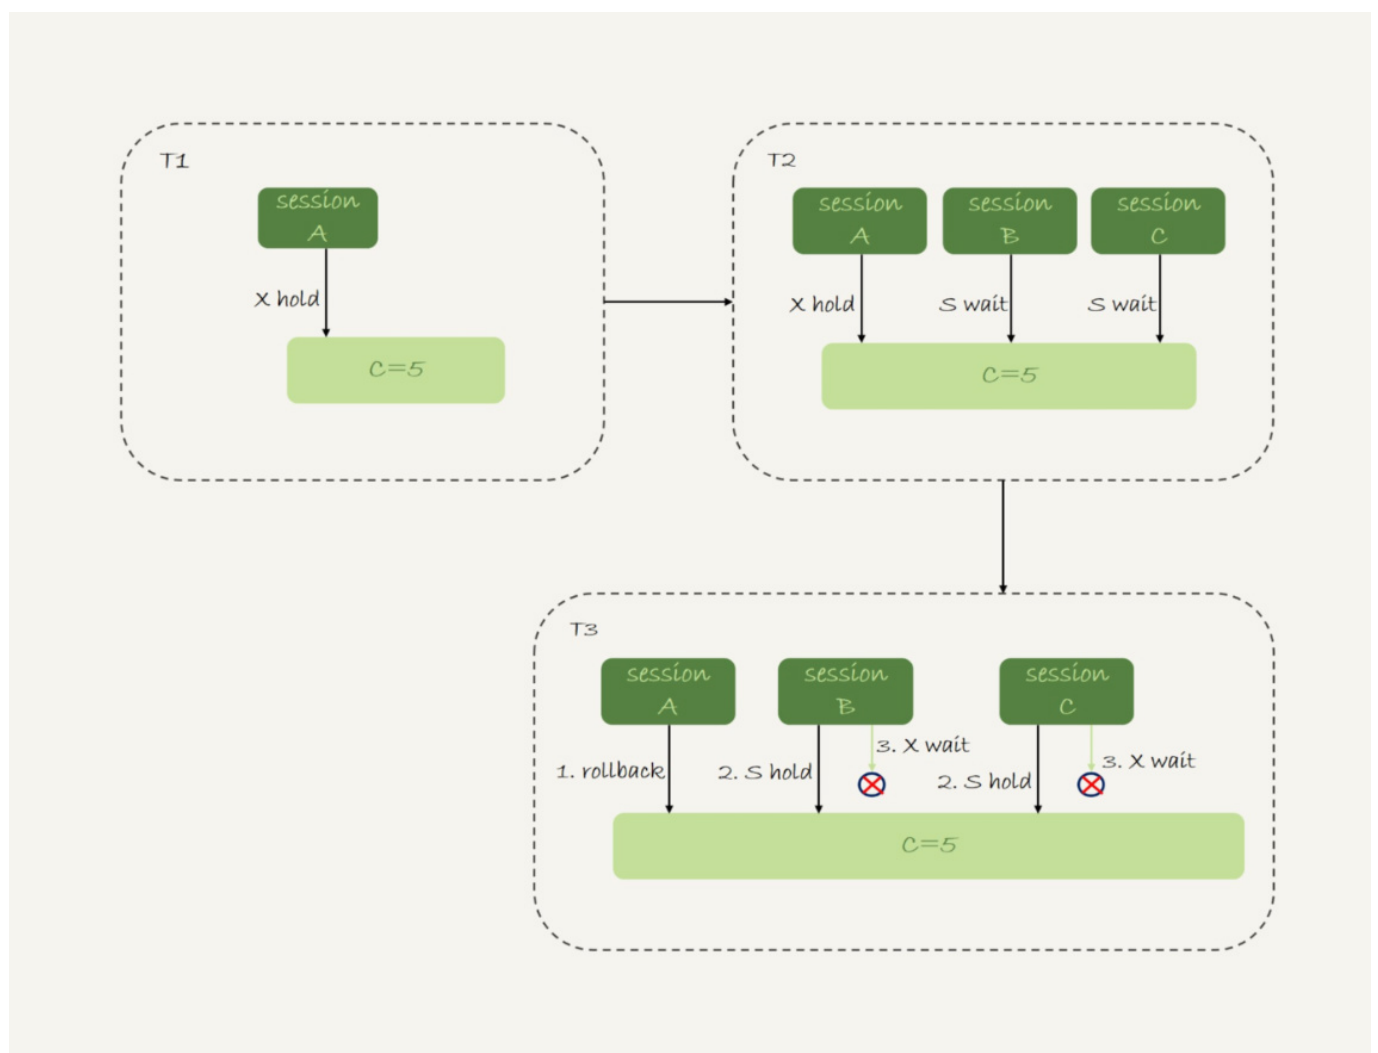 T1
session
A
X hold
C=5
T2
session
A
session
B
session
C
X hold
S wait
S wait
C=5
T3
session
A
session
B
session
C
1. rollback
2. S hold
3. X wait
2. S hold
3. X wait
C=5